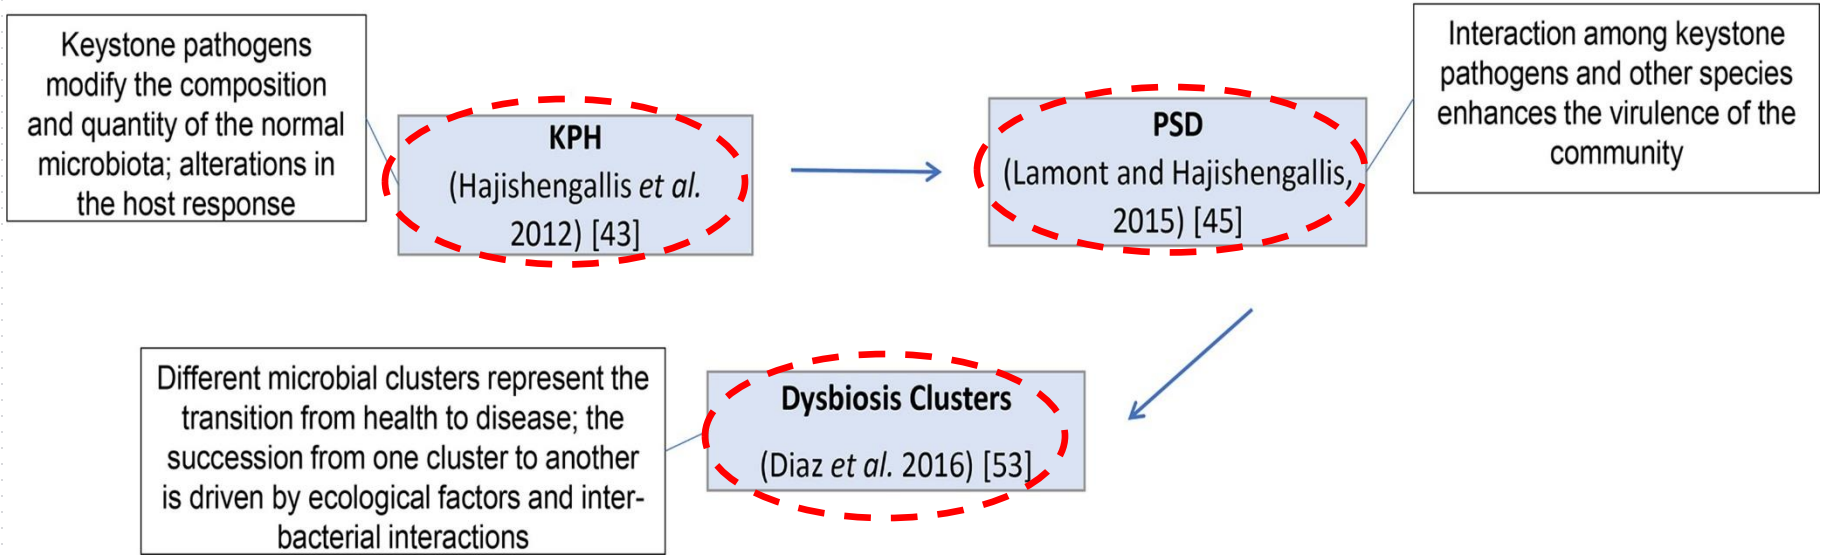 Keystone pathogens
modify the composition
and quantity of the normal
microbiota; alterations in
the host response
KPH
(Hajishengallis et al.
2012) [43]
PSD
(Lamont and Hajishengallis,
2015) [45]
Interaction among keystone
pathogens and other species
enhances the virulence of the
community
Different microbial clusters represent the
transition from health to disease; the
succession from one cluster to another
is driven by ecological factors and inter-
bacterial interactions
Dysbiosis Clusters
(Diaz et al. 2016) [53]